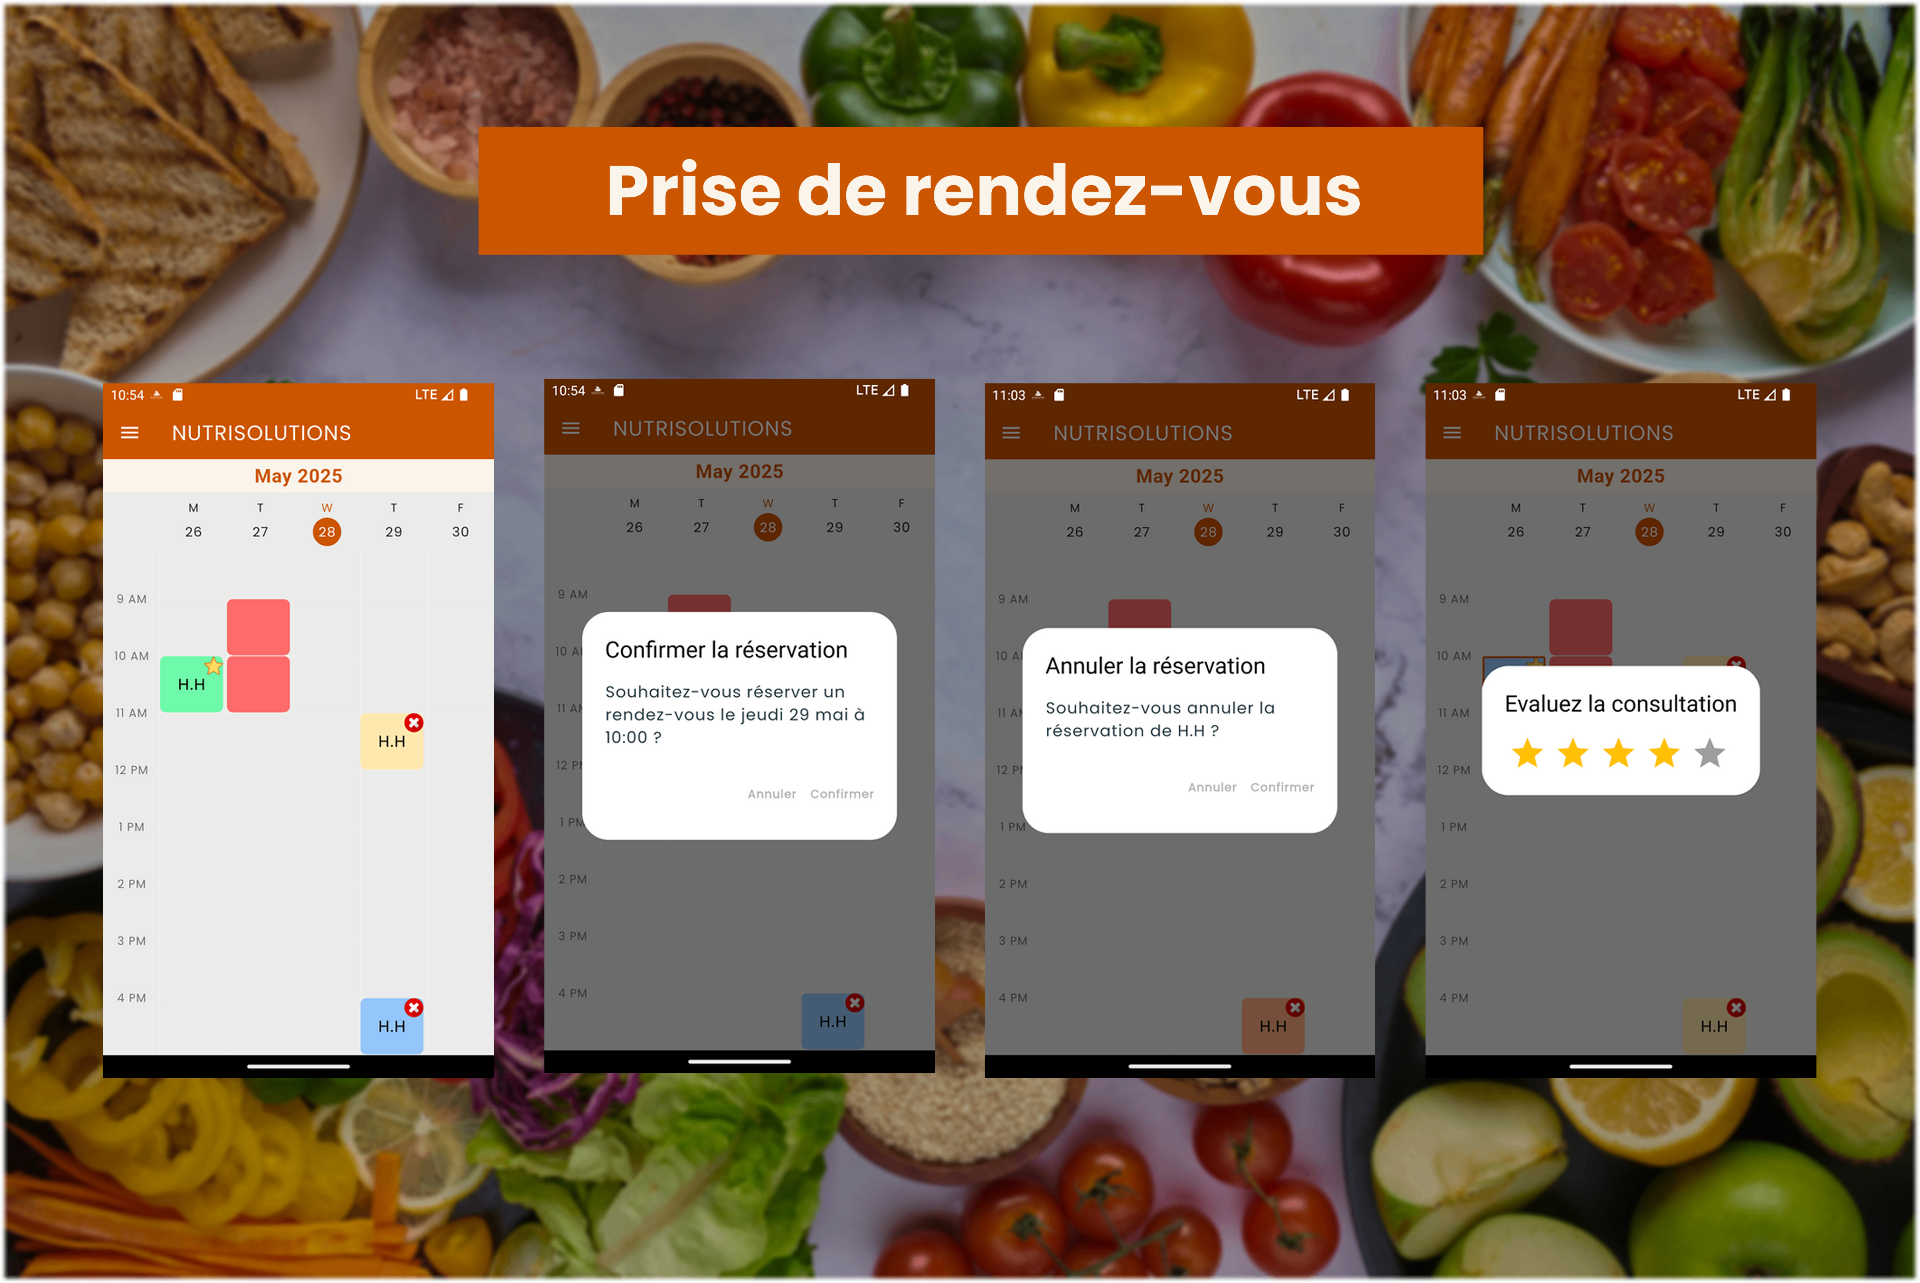 Prise de rendez-vous
10:54 LTE
NUTRISOLUTIONS
May 2025
M T W T F
26 27 28 29 30
9 AM
10 AM
H.H
11 AM
H.H
12 PM
1 PM
2 PM
3 PM
4 PM
H.H
10:54 LTE
NUTRISOLUTIONS
May 2025
M T W T F
26 27 28 29 30
9 AM
10 A
Confirmer la réservation
Souhaitez-vous réserver un
rendez-vous le jeudi 29 mai à
10:00 ?
Annuler Confirmer
11 AM
12 PM
1 PM
2 PM
3 PM
4 PM
H.H
11:03 LTE
NUTRISOLUTIONS
May 2025
M T W T F
26 27 28 29 30
9 AM
10 A
Annuler la réservation
Souhaitez-vous annuler la
réservation de H.H ?
Annuler Confirmer
11 AM
12 PM
1 PM
2 PM
3 PM
4 PM
H.H
11:03 LTE
NUTRISOLUTIONS
May 2025
M T W T F
26 27 28 29 30
9 AM
10 AM
Evaluez la consultation
11 AM
12 PM
1 PM
2 PM
3 PM
4 PM
H.H